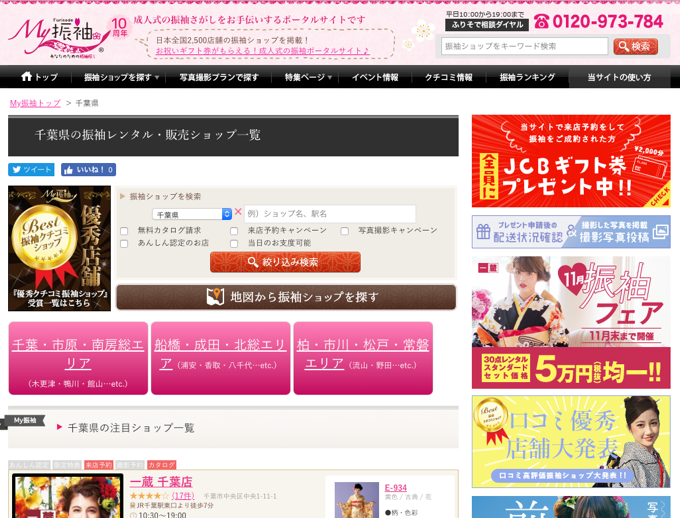 Furisode
My振袖
10周年
あなたのための振袖探し
成人式の振袖さがしをお手伝いするポータルサイトです
日本全国2,500店舗の振袖ショップを掲載！
お祝いギフト券がもらえる！成人式の振袖ポータルサイト♪
平日10:00から19:00まで
ふりそで相談ダイヤル
0120-973-784
振袖ショップをキーワード検索
検索
トップ
振袖ショップを探す ▼
写真撮影プランで探す
特集ページ ▼
イベント情報
クチコミ情報
振袖ランキング
当サイトの使い方
My振袖トップ > 千葉県
千葉県の振袖レンタル・販売ショップ一覧
ツイート
いいね！ 0
My振袖
Best
振袖クチコミ
ショップ
優秀店舗
『優秀クチコミ振袖ショップ』
受賞一覧はこちら
振袖ショップを検索
千葉県
例）ショップ名、駅名
無料カタログ請求
来店予約キャンペーン
写真撮影キャンペーン
あんしん認定のお店
当日のお支度可能
絞り込み検索
地図から振袖ショップを探す
千葉・市原・南房総エリア
（木更津・鴨川・館山…etc.）
船橋・成田・北総エリア（浦安・香取・八千代…etc.）
柏・市川・松戸・常磐エリア（流山・野田…etc.）
My振袖
千葉県の注目ショップ一覧
あんしん認定
来店予約
撮影予約
カタログ
一蔵 千葉店
(17件)
千葉市中央区中央1-11-1
JR千葉駅東口より徒歩7分
10:30〜19:00
E-934
黄色 / 古典 / 花
●柄・色彩
当サイトで来店予約をして
振袖をご成約された方に
全員に
JCBギフト券
プレゼント中!!
￥2,000分
CHECK
プレゼント申請後の
配送状況確認
撮影した写真を掲載
撮影写真投稿
一蔵
11月
振袖
フェア
11月末まで開催
30点レンタル
スタンダード
セット価格
5万円(税抜)均一!!
Best
口コミ優秀
店舗大発表
口コミ高評価振袖ショップ大発表！！
前
写真